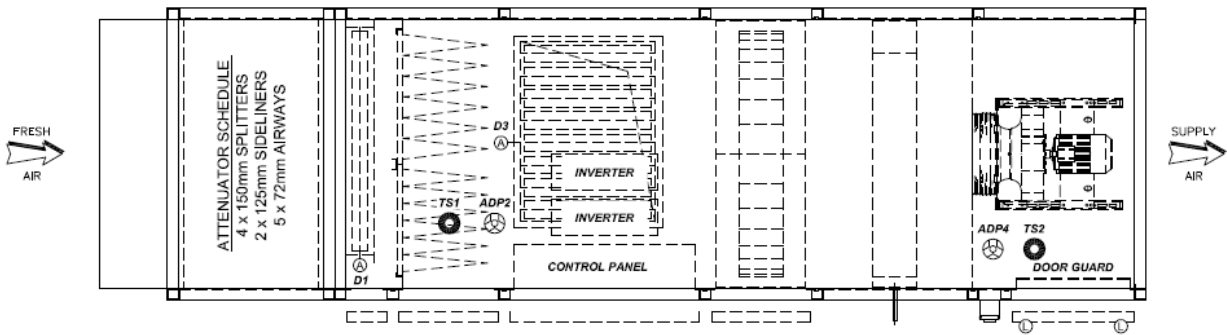 FRESH
AIR
ATTENUATOR SCHEDULE
4 x 150mm SPLITTERS
2 x 125mm SIDELINERS
5 x 72mm AIRWAYS
A
D1
TS1
ADP2
D3
A
INVERTER
INVERTER
CONTROL PANEL
ADP4
TS2
DOOR GUARD
L
L
SUPPLY
AIR